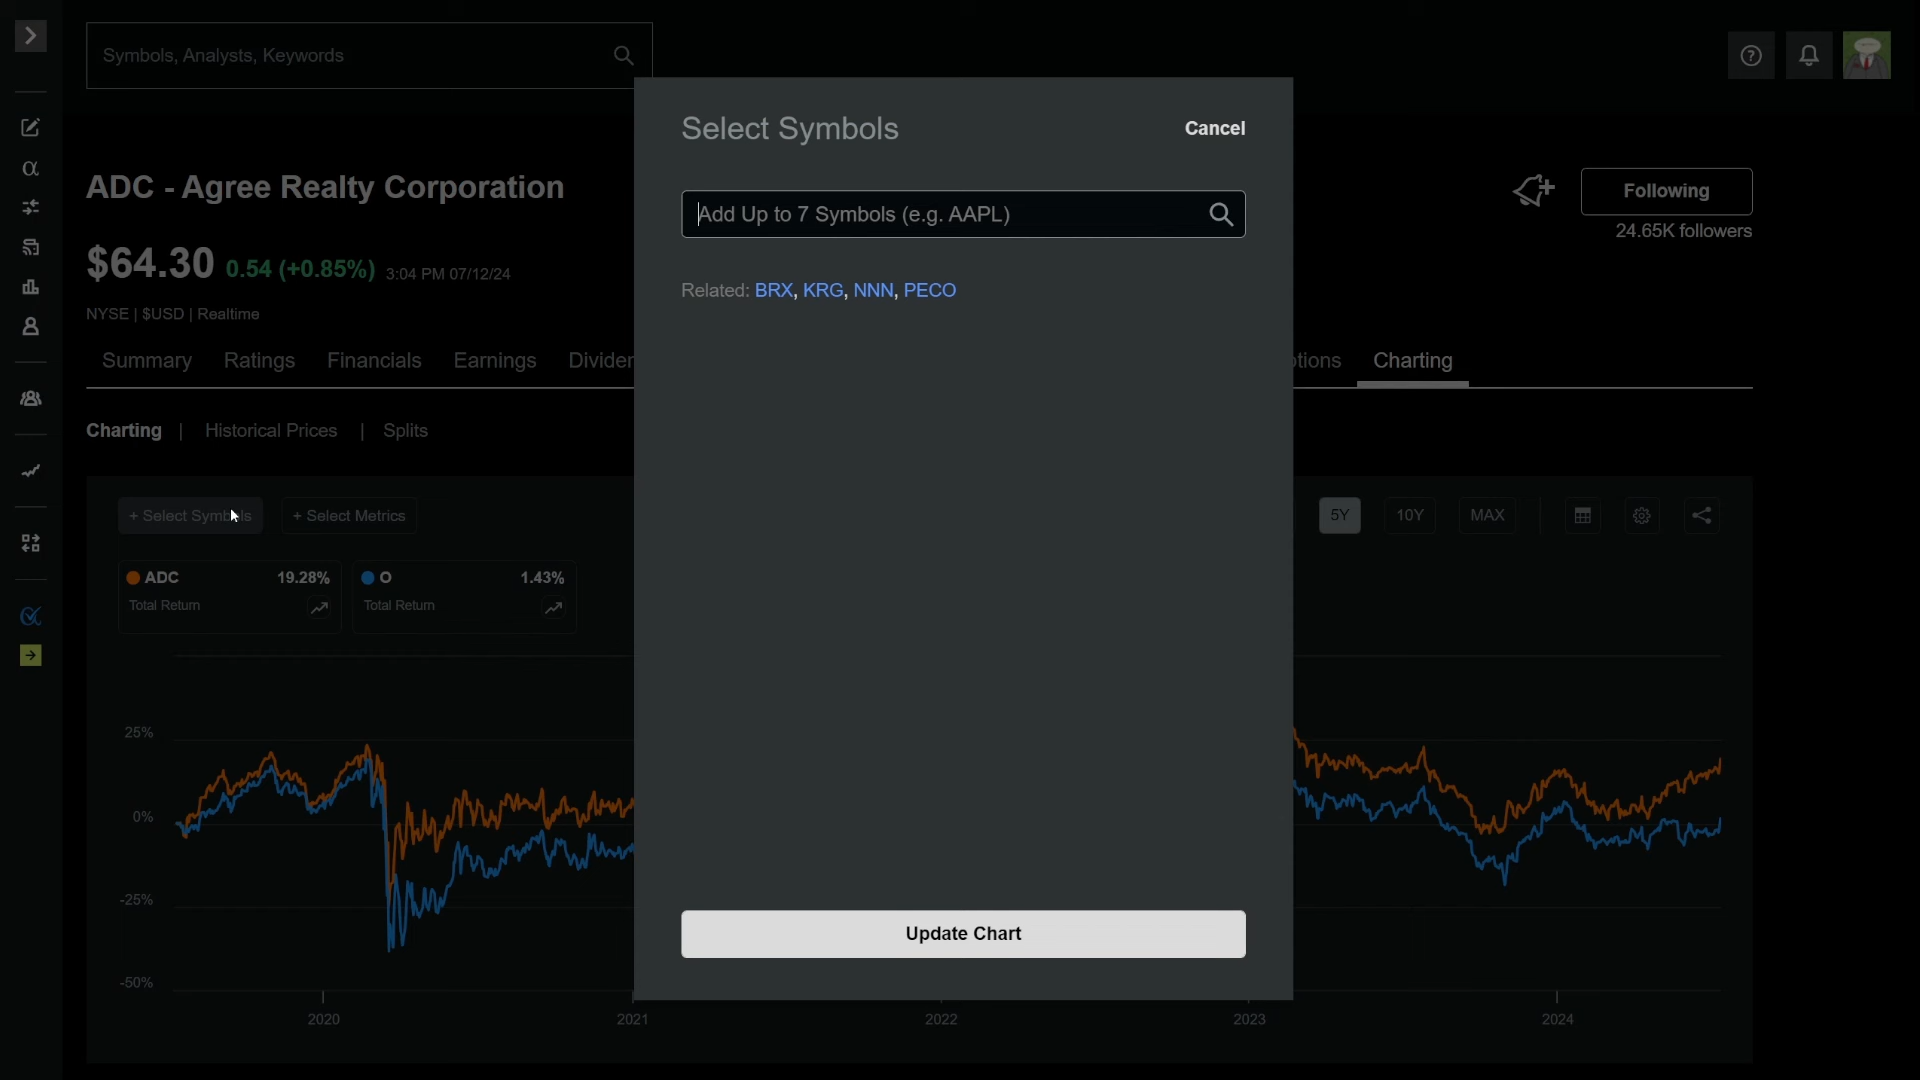 Symbols, Analysts, Keywords
Select Symbols
Cancel
ADC - Agree Realty Corporation
Add Up to 7 Symbols (e.g. AAPL)
Following
24.65K followers
$64.30 0.54 (+0.85%) 3:04 PM 07/12/24
Related: BRX, KRG, NNN, PECO
NYSE | $USD | Realtime
Summary Ratings Financials Earnings Charting
Charting | Historical Prices | Splits
+ Select Symbols + Select Metrics 5Y 10Y MAX
ADC 19.28% O 1.43%
Total Return Total Return
25%
0%
-25%
-50%
Update Chart
2020 2021 2022 2023 2024